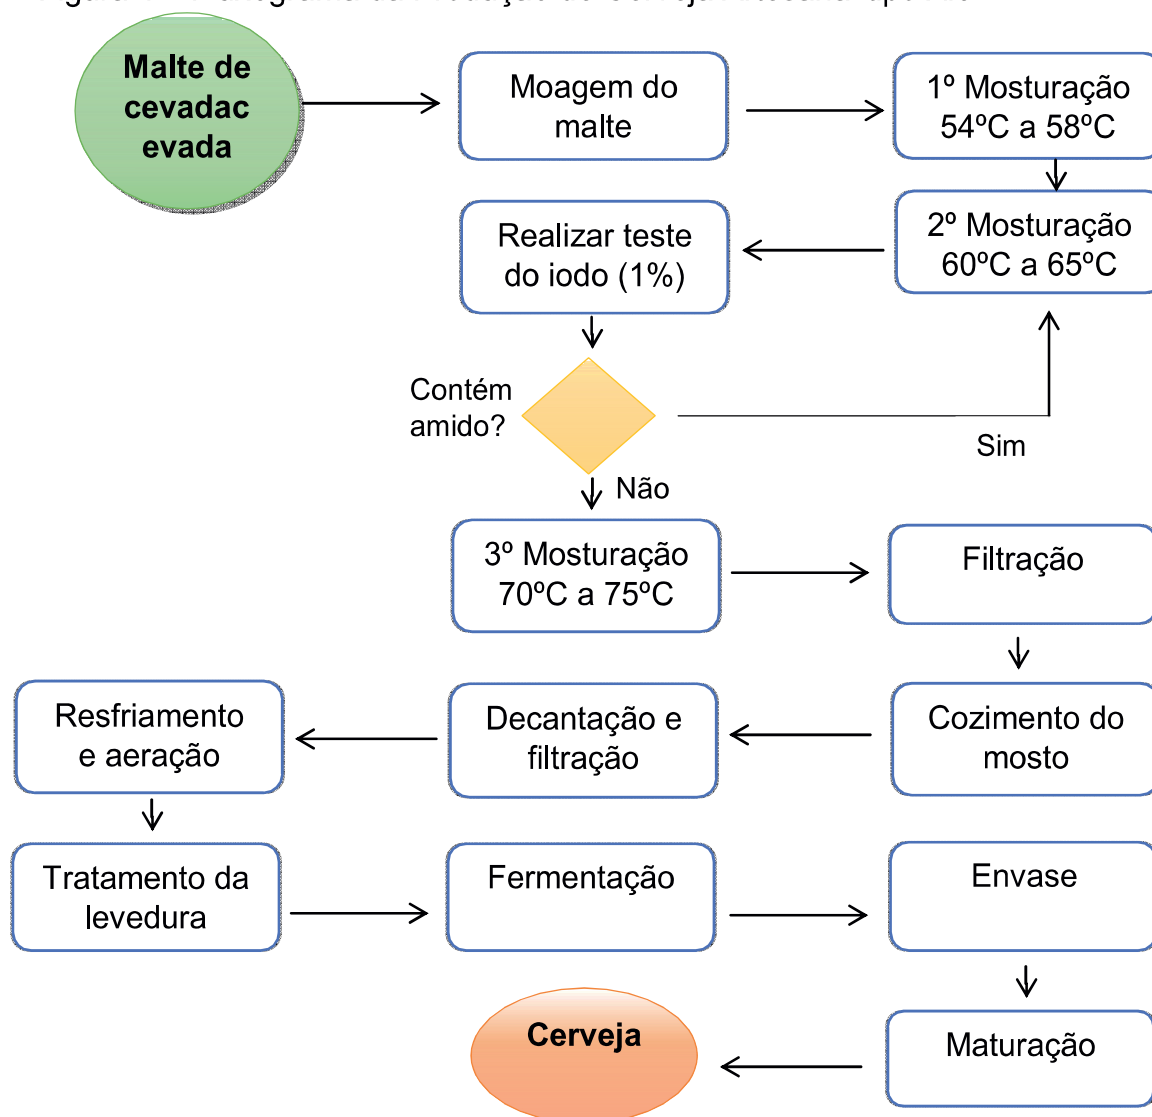 Malte de
cevadac
evada
Moagem do
malte
1º Mosturação
54ºC a 58ºC
2º Mosturação
60ºC a 65ºC
Realizar teste
do iodo (1%)
Contém
amido?
Sim
Não
3º Mosturação
70ºC a 75ºC
Filtração
Cozimento do
mosto
Decantação e
filtração
Resfriamento
e aeração
Tratamento da
levedura
Fermentação
Envase
Maturação
Cerveja